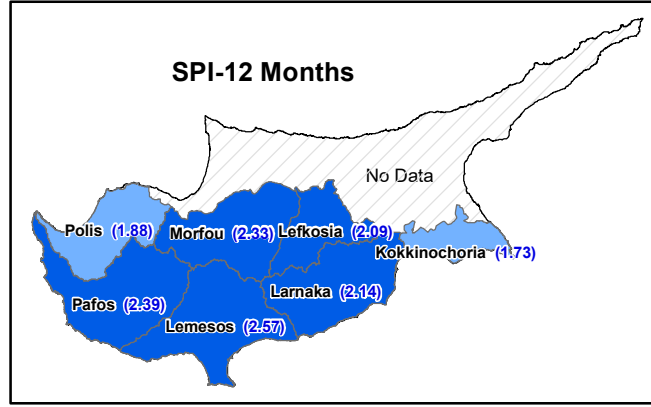 SPI-12 Months
No Data
Polis (1.88)
Morfou (2.33)
Lefkosia (2.09)
Kokkinochoria (1.73)
Pafos (2.39)
Larnaka (2.14)
Lemesos (2.57)